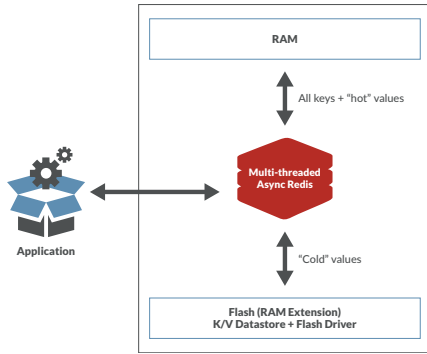 RAM
All keys + “hot” values
Multi-threaded
Async Redis
Application
“Cold” values
Flash (RAM Extension)
K/V Datastore + Flash Driver